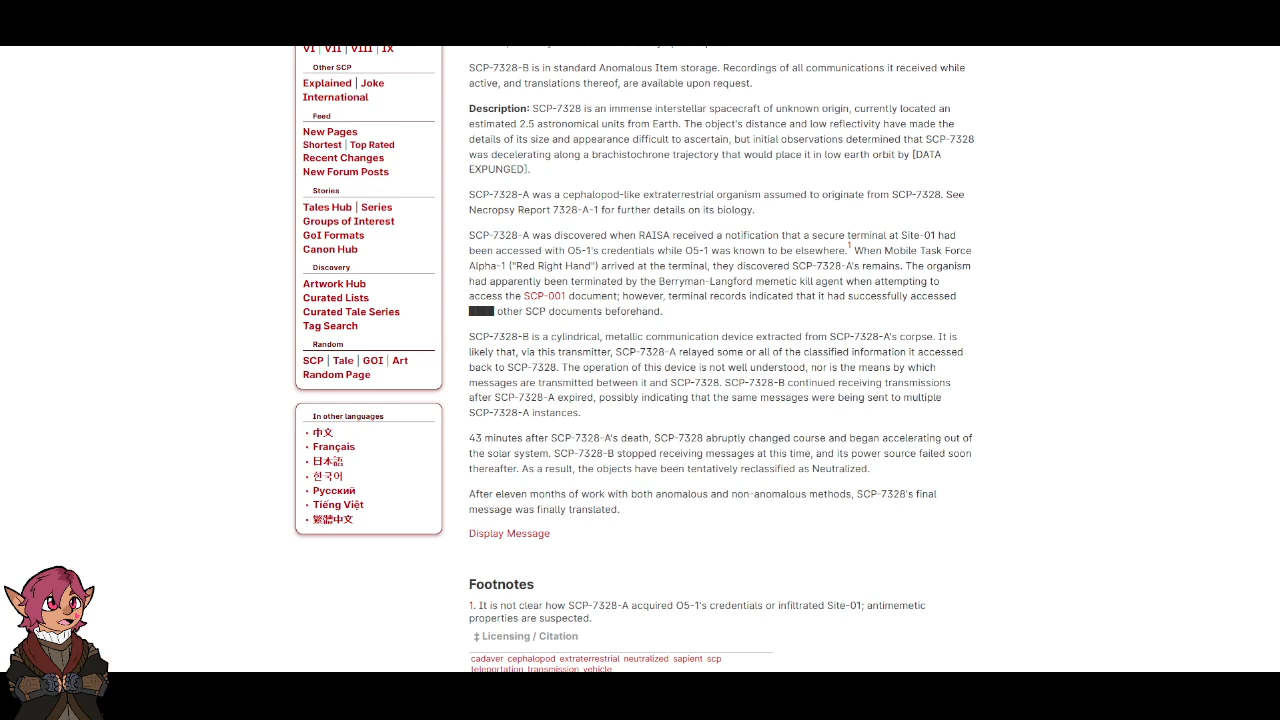 VI | VII | VIII | IX
Other SCP
Explained | Joke
International
Feed
New Pages
Shortest | Top Rated
Recent Changes
New Forum Posts
Stories
Tales Hub | Series
Groups of Interest
GoI Formats
Canon Hub
Discovery
Artwork Hub
Curated Lists
Curated Tale Series
Tag Search
Random
SCP | Tale | GOI | Art
Random Page
In other languages
中文
Français
日本語
한국어
Русский
Tiếng Việt
繁體中文
SCP-7328-B is in standard Anomalous Item storage. Recordings of all communications it received while
active, and translations thereof, are available upon request.
Description: SCP-7328 is an immense interstellar spacecraft of unknown origin, currently located an
estimated 2.5 astronomical units from Earth. The object's distance and low reflectivity have made the
details of its size and appearance difficult to ascertain, but initial observations determined that SCP-7328
was decelerating along a brachistochrone trajectory that would place it in low earth orbit by [DATA
EXPUNGED].
SCP-7328-A was a cephalopod-like extraterrestrial organism assumed to originate from SCP-7328. See
Necropsy Report 7328-A-1 for further details on its biology.
SCP-7328-A was discovered when RAISA received a notification that a secure terminal at Site-01 had
been accessed with O5-1's credentials while O5-1 was known to be elsewhere.1 When Mobile Task Force
Alpha-1 ("Red Right Hand") arrived at the terminal, they discovered SCP-7328-A's remains. The organism
had apparently been terminated by the Berryman-Langford memetic kill agent when attempting to
access the SCP-001 document; however, terminal records indicated that it had successfully accessed
other SCP documents beforehand.
SCP-7328-B is a cylindrical, metallic communication device extracted from SCP-7328-A's corpse. It is
likely that, via this transmitter, SCP-7328-A relayed some or all of the classified information it accessed
back to SCP-7328. The operation of this device is not well understood, nor is the means by which
messages are transmitted between it and SCP-7328. SCP-7328-B continued receiving transmissions
after SCP-7328-A expired, possibly indicating that the same messages were being sent to multiple
SCP-7328-A instances.
43 minutes after SCP-7328-A's death, SCP-7328 abruptly changed course and began accelerating out of
the solar system. SCP-7328-B stopped receiving messages at this time, and its power source failed soon
thereafter. As a result, the objects have been tentatively reclassified as Neutralized.
After eleven months of work with both anomalous and non-anomalous methods, SCP-7328's final
message was finally translated.
Display Message
Footnotes
1. It is not clear how SCP-7328-A acquired O5-1's credentials or infiltrated Site-01; antimemetic
properties are suspected.
‡ Licensing / Citation
cadaver cephalopod extraterrestrial neutralized sapient scp
teleportation transmission vehicle